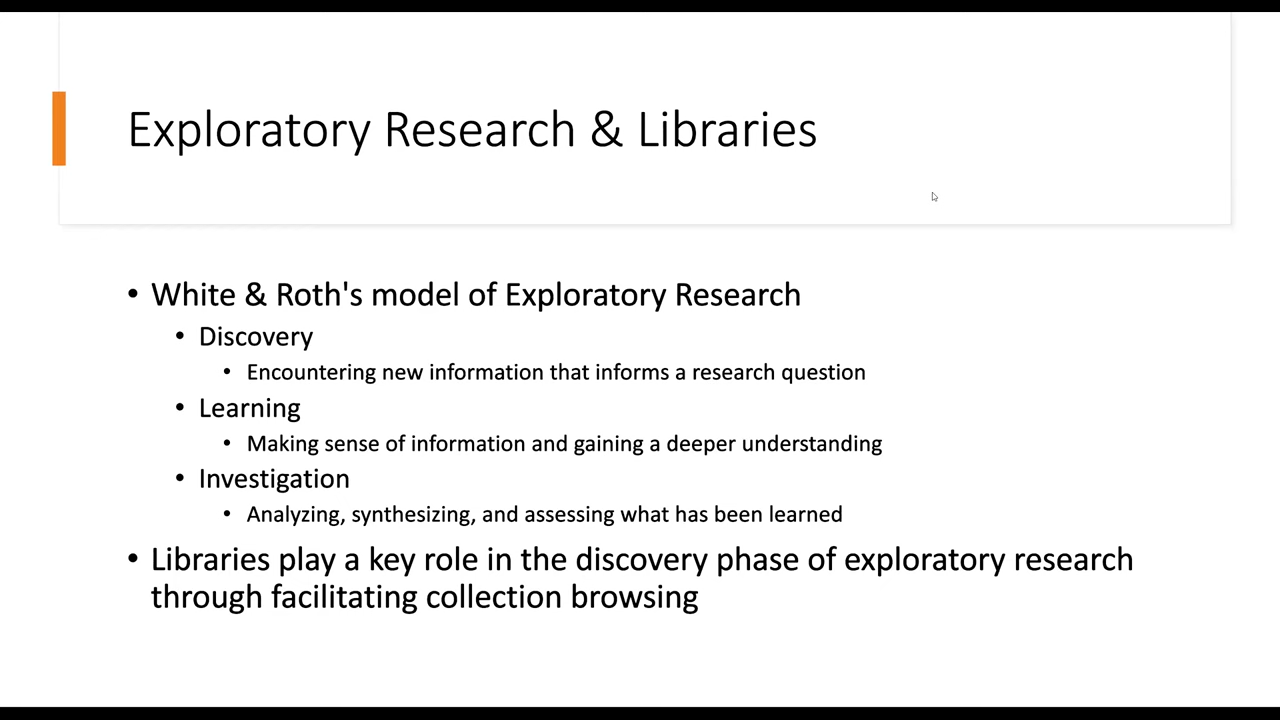 Exploratory Research & Libraries
• White & Roth's model of Exploratory Research
• Discovery
• Encountering new information that informs a research question
• Learning
• Making sense of information and gaining a deeper understanding
• Investigation
• Analyzing, synthesizing, and assessing what has been learned
• Libraries play a key role in the discovery phase of exploratory research
through facilitating collection browsing